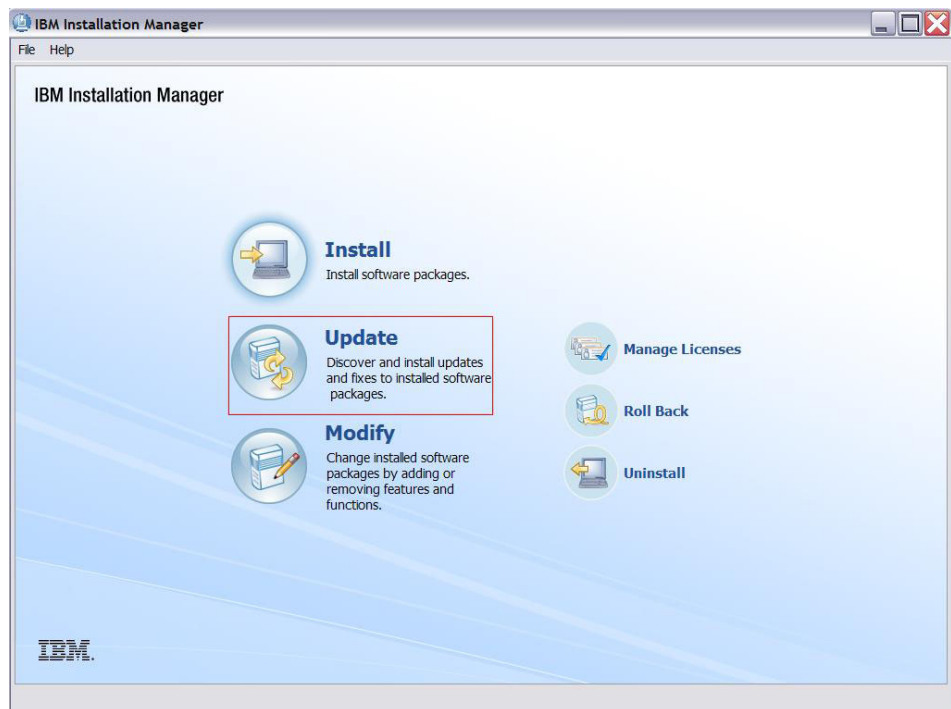 IBM Installation Manager
File Help
IBM Installation Manager
Install
Install software packages.
Update
Discover and install updates
and fixes to installed software
packages.
Modify
Change installed software
packages by adding or
removing features and
functions.
Manage Licenses
Roll Back
Uninstall
IBM.